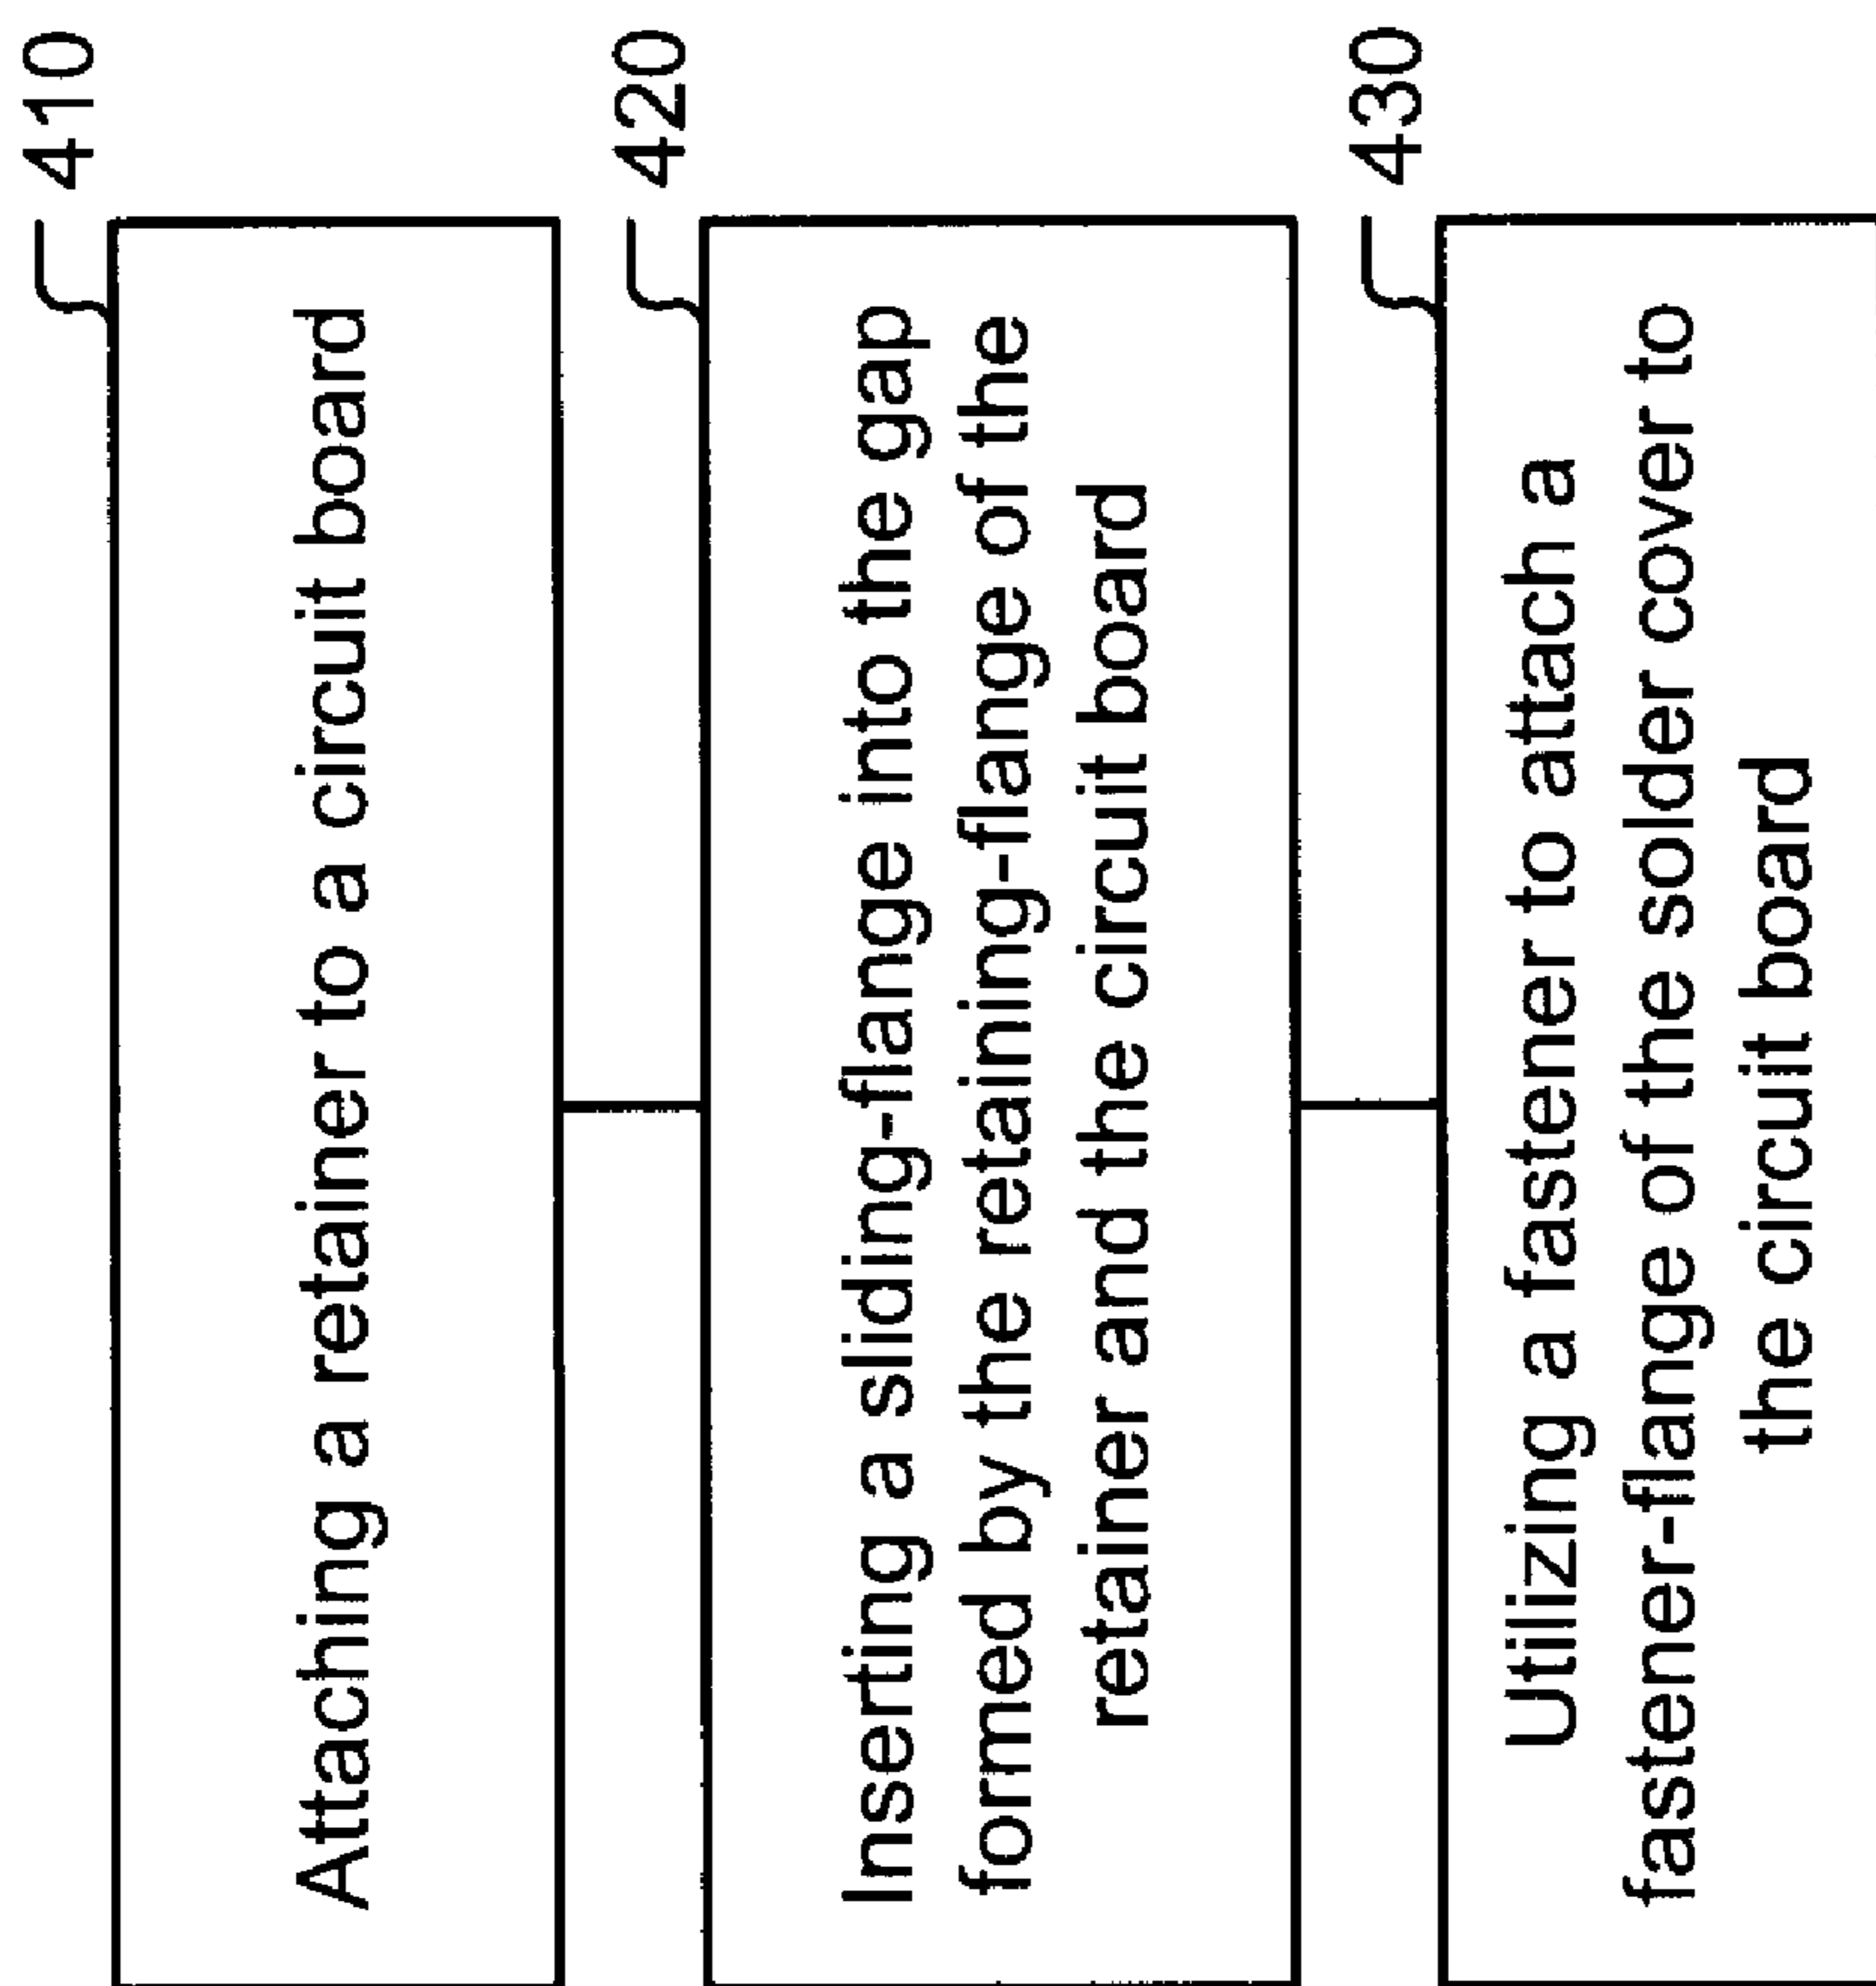 410
Attaching a retainer to a circuit board
420
Inserting a sliding-flange into the gap
formed by the retaining-flange of the
retainer and the circuit board
430
Utilizing a fastener to attach a
fastener-flange of the solder cover to
the circuit board